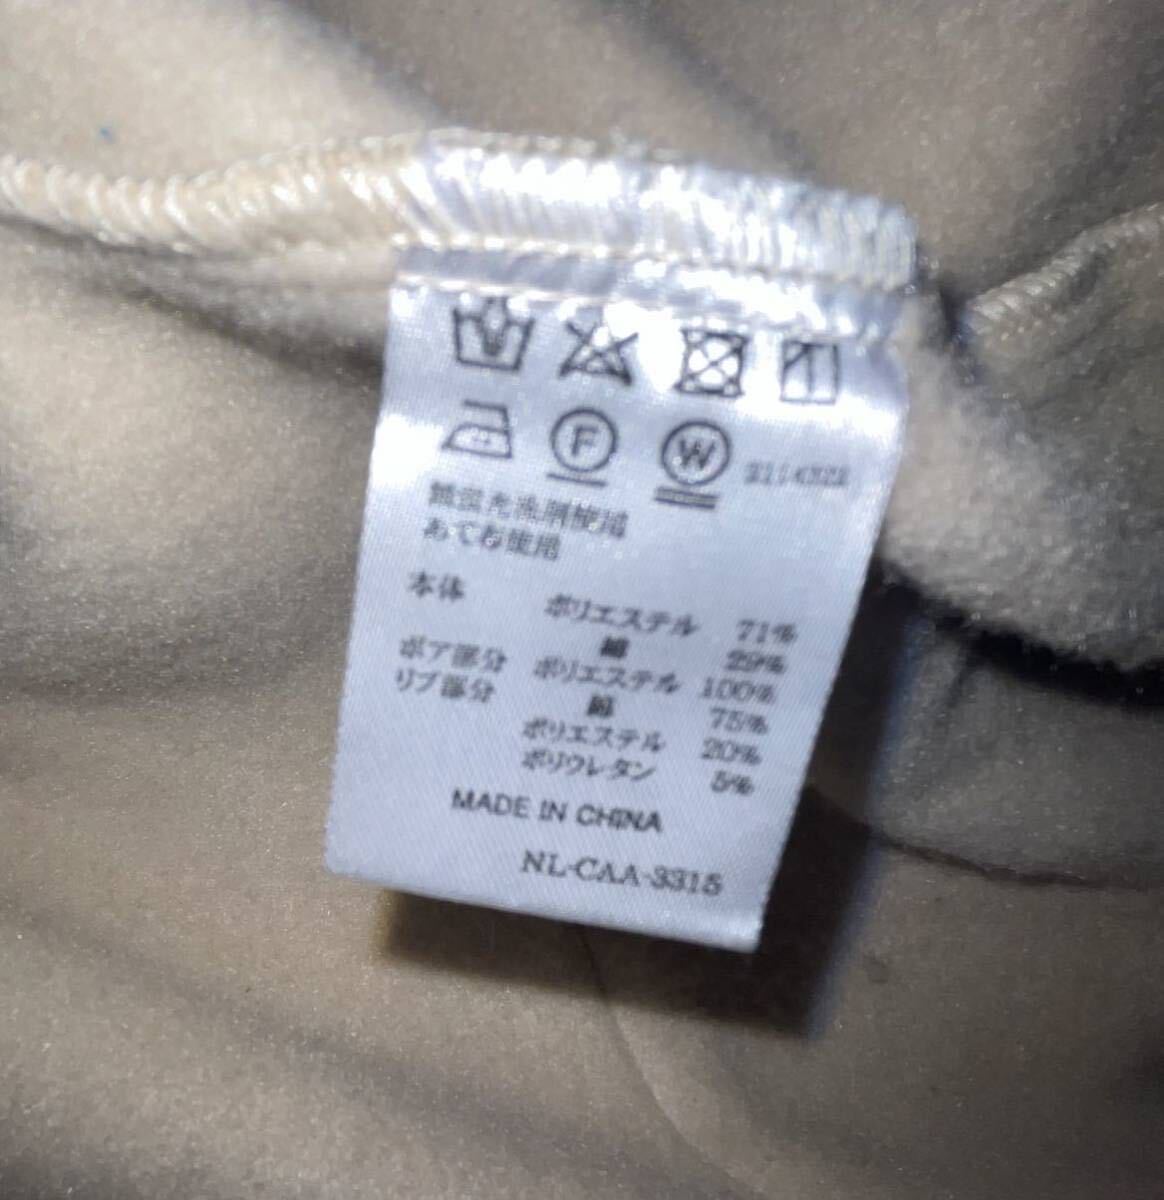 F W
無蛍光洗剤使用
あて布使用
本体 ポリエステル 71%
綿 29%
ボア部分 ポリエステル 100%
リブ部分 綿 75%
ポリエステル 20%
ポリウレタン 5%
MADE IN CHINA
NL-CAA-3315